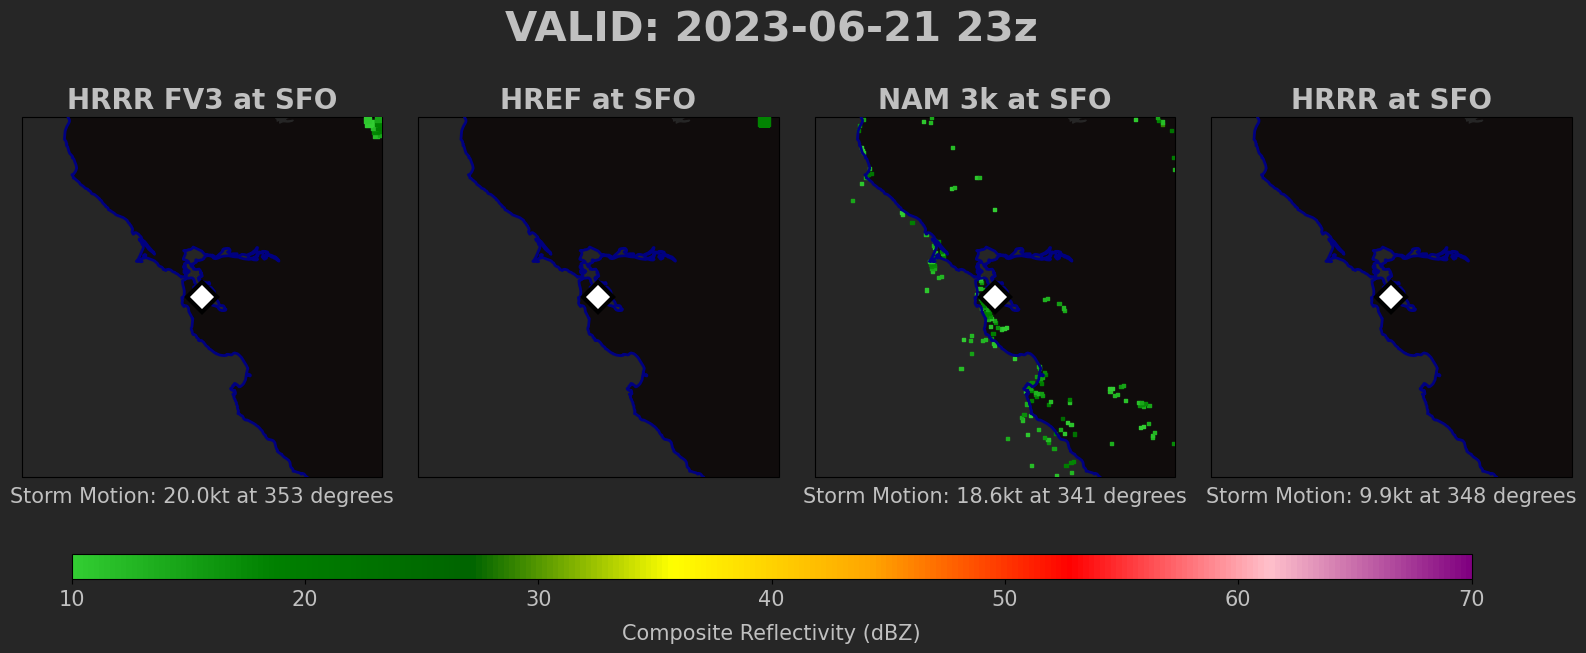 VALID: 2023-06-21 23z
HRRR FV3 at SFO
HREF at SFO
NAM 3k at SFO
HRRR at SFO
Storm Motion: 20.0kt at 353 degrees
Storm Motion: 18.6kt at 341 degrees
Storm Motion: 9.9kt at 348 degrees
10 20 30 40 50 60 70
Composite Reflectivity (dBZ)